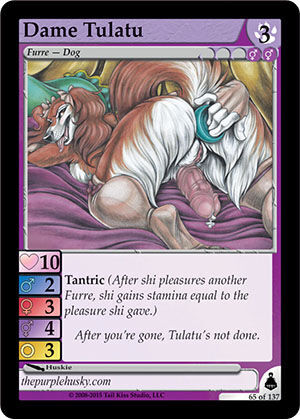 Dame Tulatu
3
Furre — Dog
10
2
3
4
3
Tantric (After shi pleasures another
Furre, shi gains stamina equal to the
pleasure shi gave.)
After you're gone, Tulatu's not done.
Huskie
thepurplehusky.com
© 2008-2015 Tail Kiss Studio, LLC
65 of 137